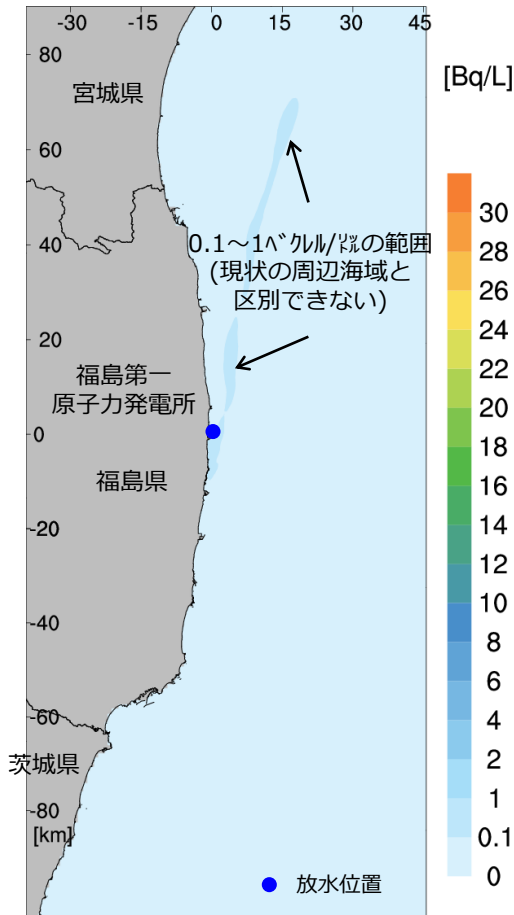 -30 -15 0 15 30 45
[Bq/L]
80
宮城県
60
0.1～1ﾍﾞｸﾚﾙ/ﾘｯﾄﾙの範囲
40
(現状の周辺海域と
区別できない)
20
福島第一
原子力発電所
0
福島県
-20
-40
-60
茨城県
-80
[km]
放水位置
30
28
26
24
22
20
18
16
14
12
10
8
6
4
2
1
0.1
0